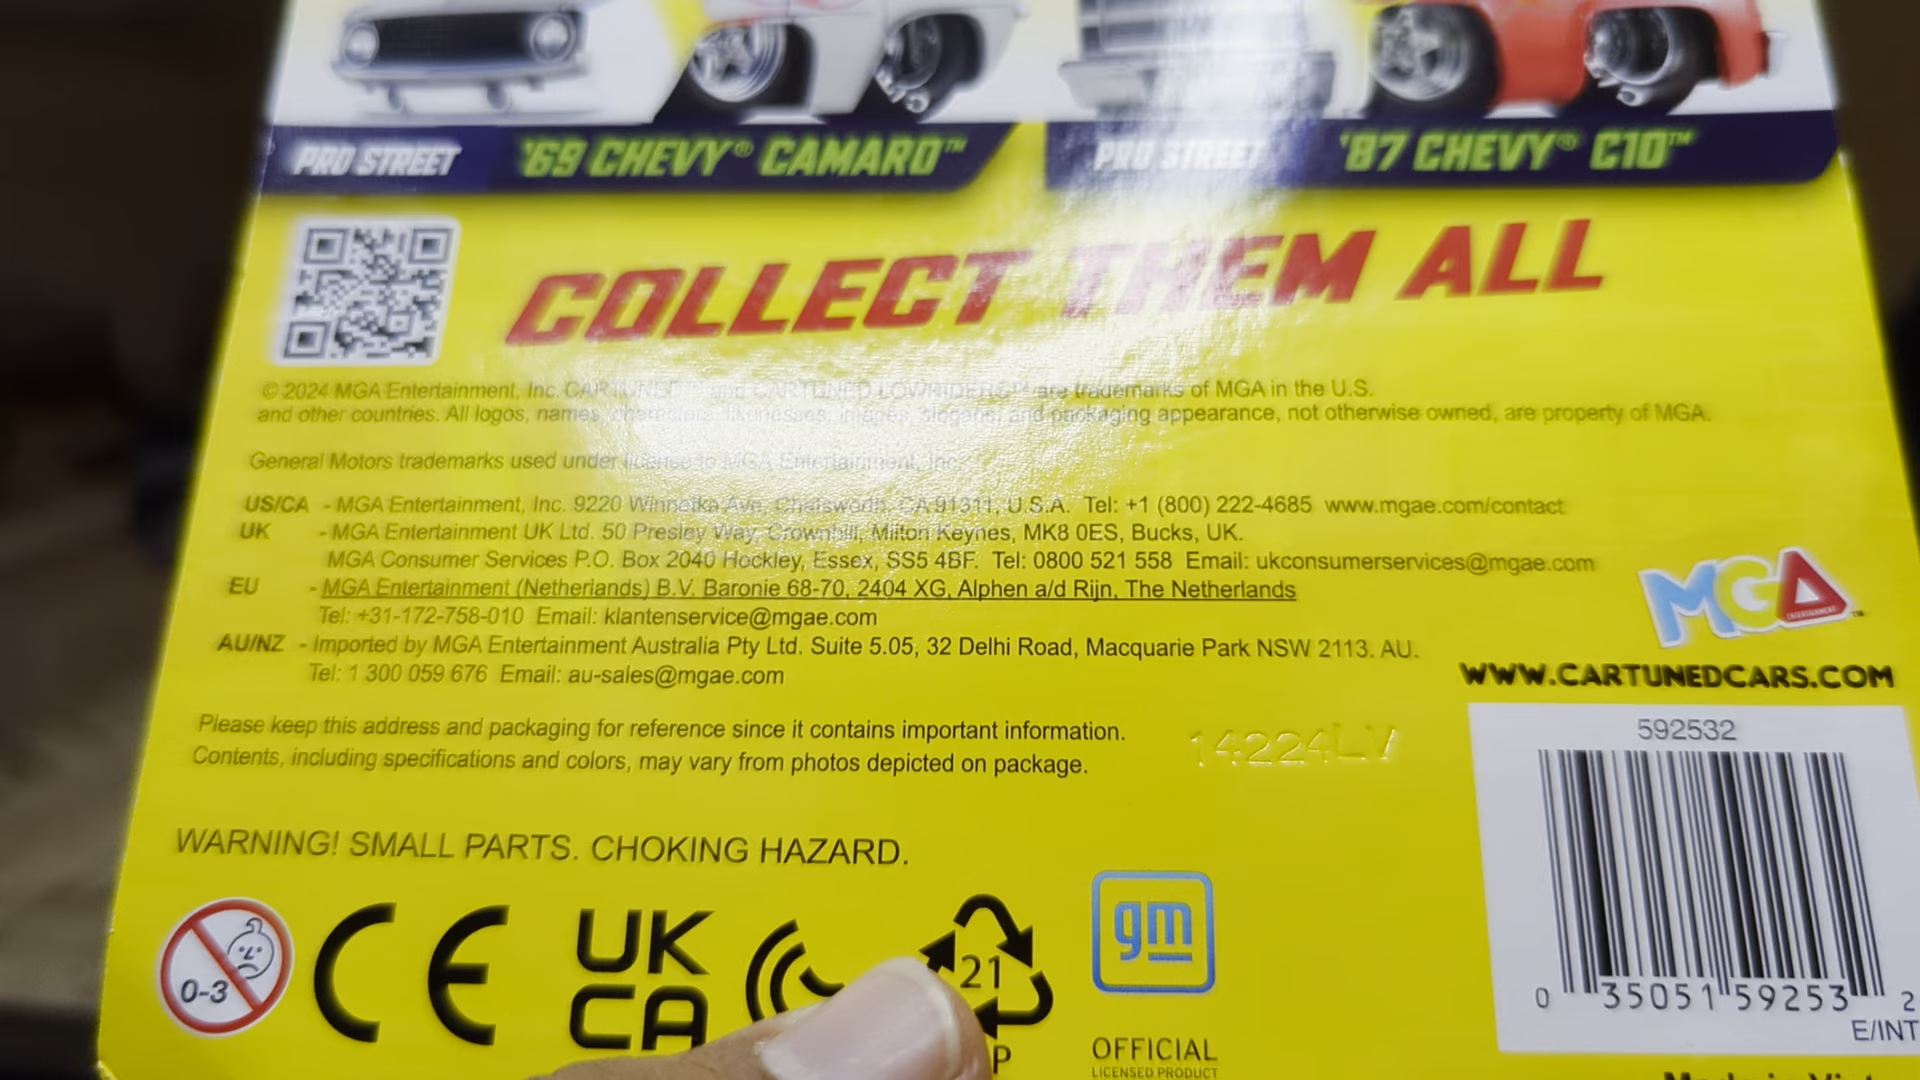 PRO STREET '69 CHEVY® CAMARO™
PRO STREET '87 CHEVY® C10™
COLLECT THEM ALL
© 2024 MGA Entertainment, Inc. CARTUNED™ and CARTUNED LOWRIDERS™ are trademarks of MGA in the U.S.
and other countries. All logos, names, characters, likenesses, images, slogans, and packaging appearance, not otherwise owned, are property of MGA.
General Motors trademarks used under license to MGA Entertainment, Inc.
US/CA - MGA Entertainment, Inc. 9220 Winnetka Ave, Chatsworth, CA 91311, U.S.A. Tel: +1 (800) 222-4685 www.mgae.com/contact
UK - MGA Entertainment UK Ltd. 50 Presley Way, Crownhill, Milton Keynes, MK8 0ES, Bucks, UK.
MGA Consumer Services P.O. Box 2040 Hockley, Essex, SS5 4BF. Tel: 0800 521 558 Email: ukconsumerservices@mgae.com
EU - MGA Entertainment (Netherlands) B.V. Baronie 68-70, 2404 XG, Alphen a/d Rijn, The Netherlands
Tel: +31-172-758-010 Email: klantenservice@mgae.com
AU/NZ - Imported by MGA Entertainment Australia Pty Ltd. Suite 5.05, 32 Delhi Road, Macquarie Park NSW 2113. AU.
Tel: 1 300 059 676 Email: au-sales@mgae.com
MGA
ENTERTAINMENT™
WWW.CARTUNEDCARS.COM
Please keep this address and packaging for reference since it contains important information.
Contents, including specifications and colors, may vary from photos depicted on package.
14224LV
592532
0 35051 59253 2
E/INT
WARNING! SMALL PARTS. CHOKING HAZARD.
0-3
CE
UK
CA
21
P
gm
OFFICIAL
LICENSED PRODUCT